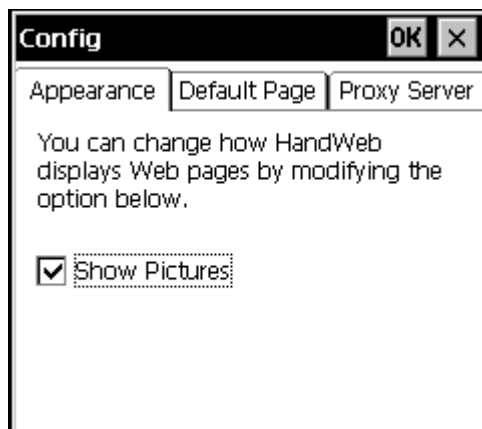 Config OK ×
Appearance Default Page Proxy Server
You can change how HandWeb
displays Web pages by modifying the
option below.
Show Pictures